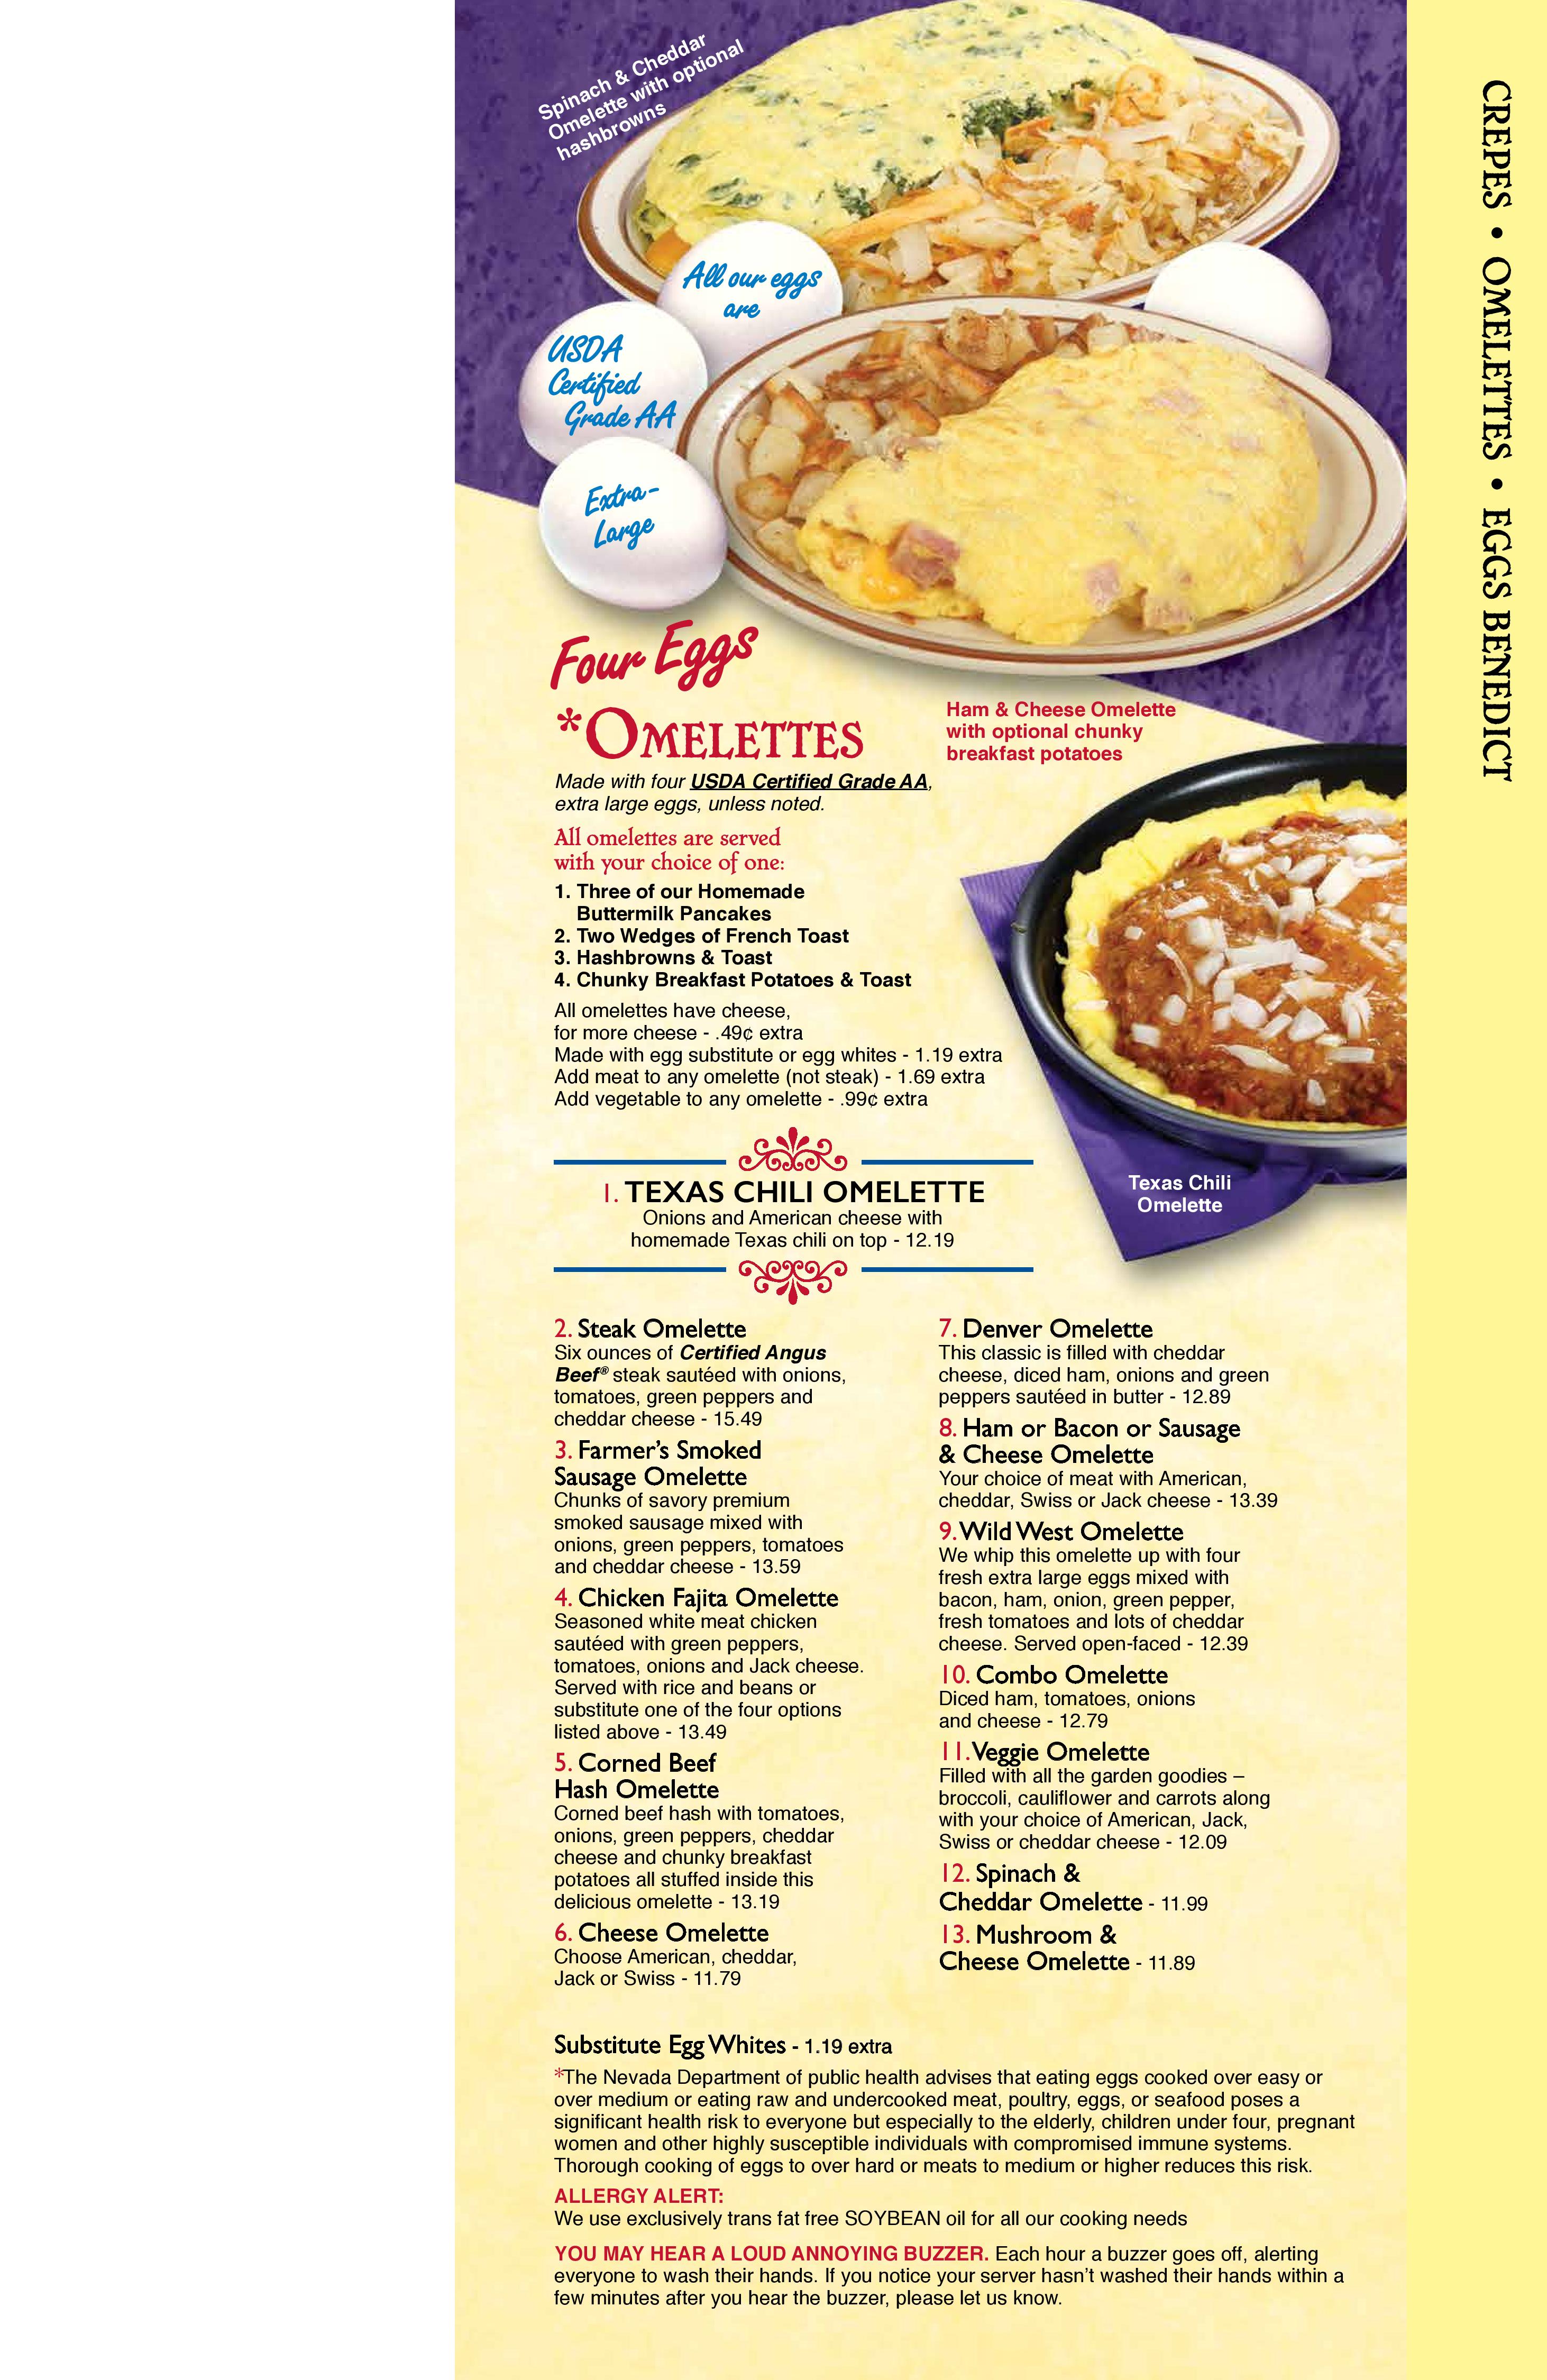 Spinach & Cheddar
Omelette with optional
hashbrowns
All our eggs
are
USDA
Certified
Grade AA
Extra-
Large
CREPES • OMELETTES • EGGS BENEDICT
Four Eggs
*OMELETTES
Ham & Cheese Omelette
with optional chunky
breakfast potatoes
Made with four USDA Certified Grade AA,
extra large eggs, unless noted.
All omelettes are served
with your choice of one:
1. Three of our Homemade
Buttermilk Pancakes
2. Two Wedges of French Toast
3. Hashbrowns & Toast
4. Chunky Breakfast Potatoes & Toast
All omelettes have cheese,
for more cheese - .49¢ extra
Made with egg substitute or egg whites - 1.19 extra
Add meat to any omelette (not steak) - 1.69 extra
Add vegetable to any omelette - .99¢ extra
Texas Chili
Omelette
1. TEXAS CHILI OMELETTE
Onions and American cheese with
homemade Texas chili on top - 12.19
2. Steak Omelette
Six ounces of Certified Angus
Beef® steak sautéed with onions,
tomatoes, green peppers and
cheddar cheese - 15.49
3. Farmer's Smoked
Sausage Omelette
Chunks of savory premium
smoked sausage mixed with
onions, green peppers, tomatoes
and cheddar cheese - 13.59
4. Chicken Fajita Omelette
Seasoned white meat chicken
sautéed with green peppers,
tomatoes, onions and Jack cheese.
Served with rice and beans or
substitute one of the four options
listed above - 13.49
5. Corned Beef
Hash Omelette
Corned beef hash with tomatoes,
onions, green peppers, cheddar
cheese and chunky breakfast
potatoes all stuffed inside this
delicious omelette - 13.19
6. Cheese Omelette
Choose American, cheddar,
Jack or Swiss - 11.79
7. Denver Omelette
This classic is filled with cheddar
cheese, diced ham, onions and green
peppers sautéed in butter - 12.89
8. Ham or Bacon or Sausage
& Cheese Omelette
Your choice of meat with American,
cheddar, Swiss or Jack cheese - 13.39
9. Wild West Omelette
We whip this omelette up with four
fresh extra large eggs mixed with
bacon, ham, onion, green pepper,
fresh tomatoes and lots of cheddar
cheese. Served open-faced - 12.39
10. Combo Omelette
Diced ham, tomatoes, onions
and cheese - 12.79
11. Veggie Omelette
Filled with all the garden goodies –
broccoli, cauliflower and carrots along
with your choice of American, Jack,
Swiss or cheddar cheese - 12.09
12. Spinach &
Cheddar Omelette - 11.99
13. Mushroom &
Cheese Omelette - 11.89
Substitute Egg Whites - 1.19 extra
*The Nevada Department of public health advises that eating eggs cooked over easy or
over medium or eating raw and undercooked meat, poultry, eggs, or seafood poses a
significant health risk to everyone but especially to the elderly, children under four, pregnant
women and other highly susceptible individuals with compromised immune systems.
Thorough cooking of eggs to over hard or meats to medium or higher reduces this risk.
ALLERGY ALERT:
We use exclusively trans fat free SOYBEAN oil for all our cooking needs
YOU MAY HEAR A LOUD ANNOYING BUZZER. Each hour a buzzer goes off, alerting
everyone to wash their hands. If you notice your server hasn't washed their hands within a
few minutes after you hear the buzzer, please let us know.